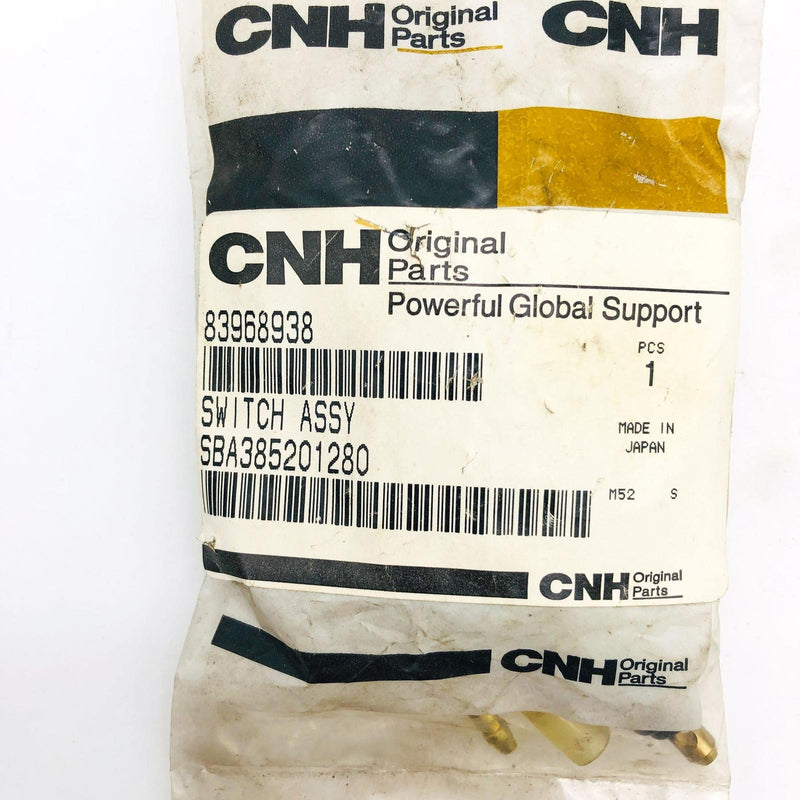 CNH Original Parts
CNH
CNH Original Parts
Powerful Global Support
83968938
PCS
1
SWITCH ASSY
MADE IN
JAPAN
SBA385201280
M52 S
CNH Original Parts
CNH Original Parts